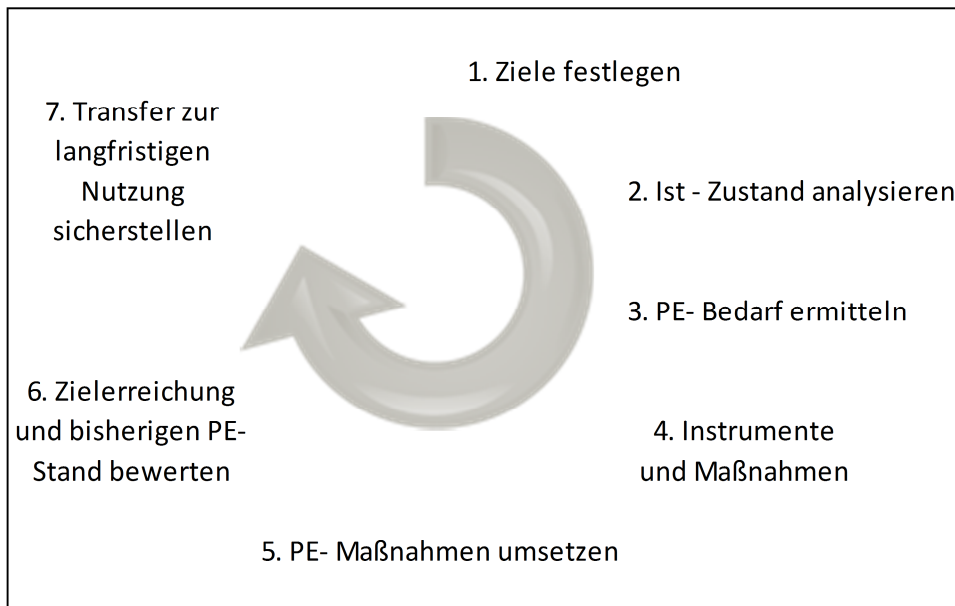 1. Ziele festlegen
2. Ist - Zustand analysieren
3. PE- Bedarf ermitteln
4. Instrumente
und Maßnahmen
5. PE- Maßnahmen umsetzen
6. Zielerreichung
und bisherigen PE-
Stand bewerten
7. Transfer zur
langfristigen
Nutzung
sicherstellen